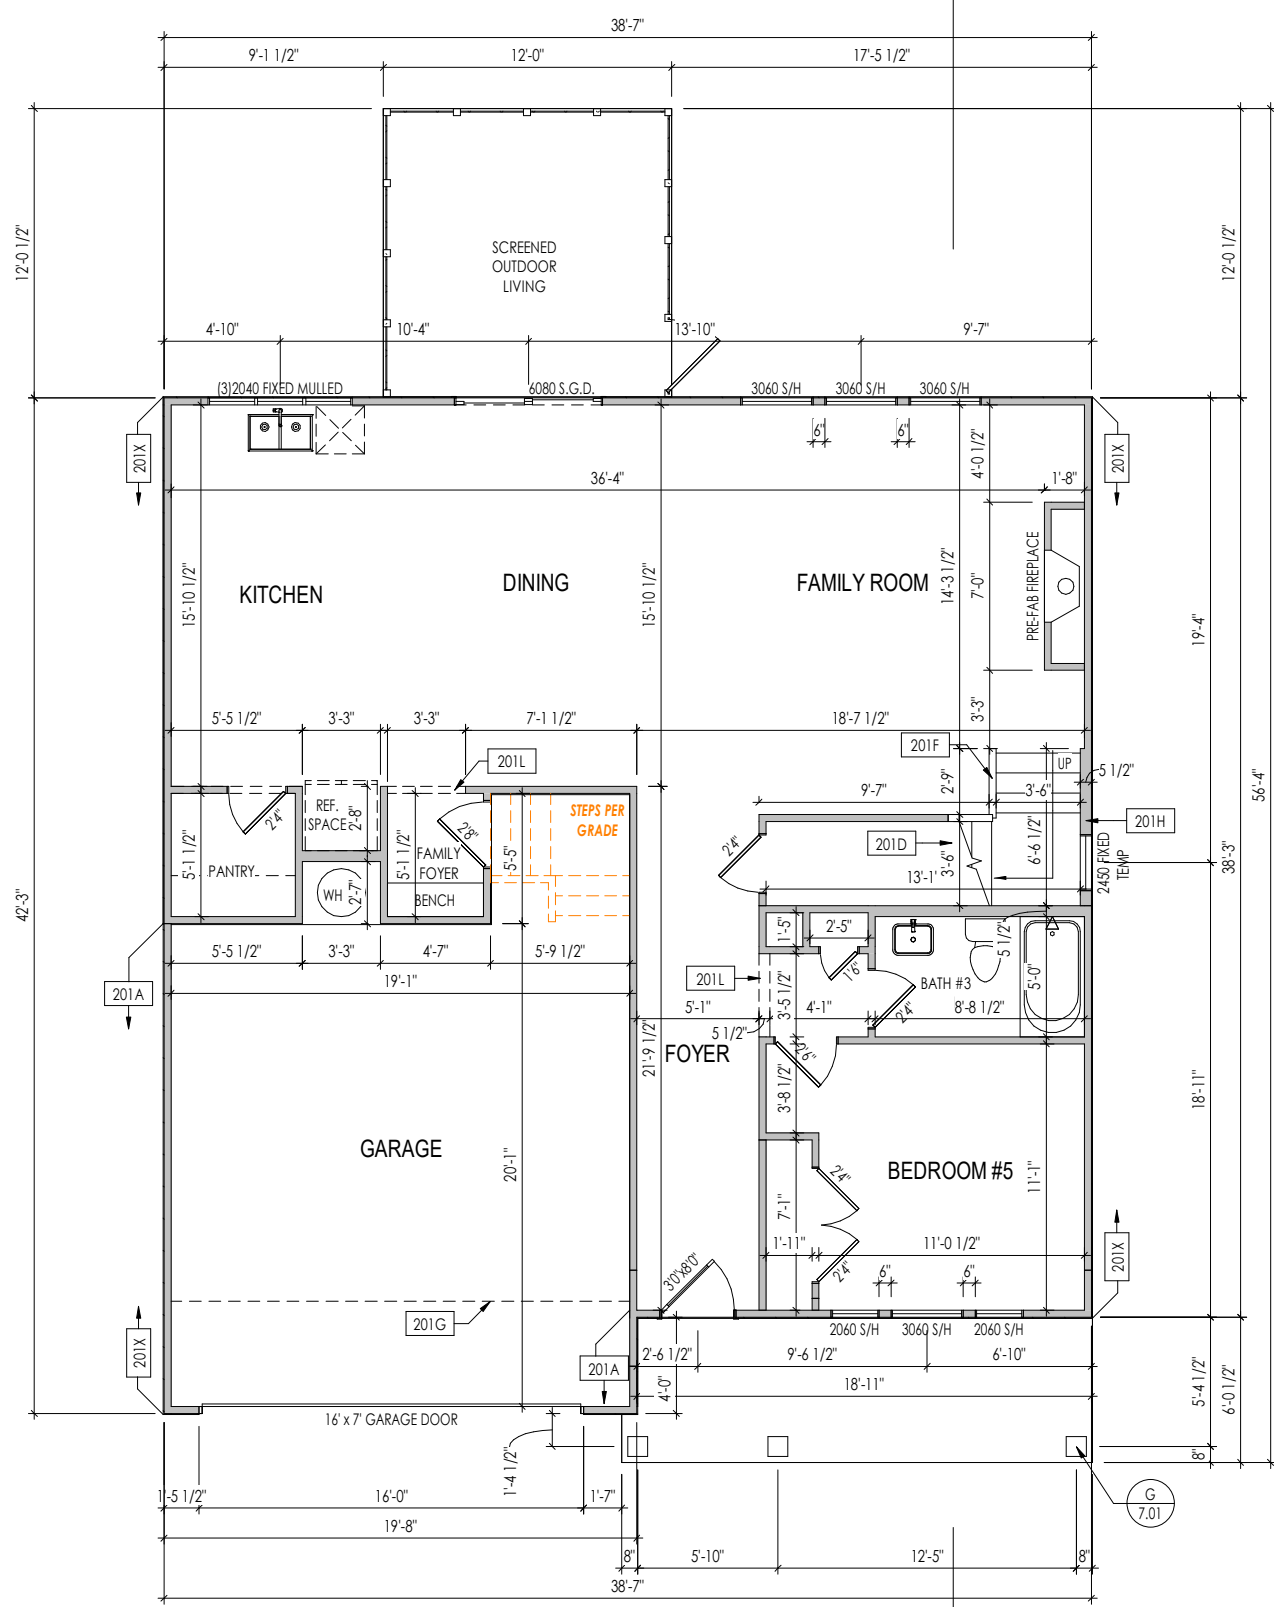 38'-7"
9'-1 1/2"
12'-0"
17'-5 1/2"
12'-0 1/2"
12'-0 1/2"
SCREENED
OUTDOOR
LIVING
4'-10"
10'-4"
13'-10"
9'-7"
(3)2040 FIXED MULLED
6080 S.G.D.
3060 S/H
3060 S/H
3060 S/H
201X
6"
6"
4'-0 1/2"
201X
36'-4"
1'-8"
KITCHEN
DINING
FAMILY ROOM
15'-10 1/2"
15'-10 1/2"
14'-3 1/2"
7'-0"
PRE-FAB FIREPLACE
19'-4"
5'-5 1/2"
3'-3"
3'-3"
7'-1 1/2"
18'-7 1/2"
3'-3"
201L
201F
UP
5 1/2"
56'-4"
9'-7"
2'-9"
3'-6"
REF.
SPACE
2'-8"
2'4"
2'8"
STEPS PER
GRADE
201H
201D
2'4"
3'-6"
6'-6 1/2"
2450 FIXED
TEMP
38'-3"
5'-1 1/2"
5'-1 1/2"
FAMILY
FOYER
5'-5"
PANTRY
WH
2'-7"
BENCH
13'-1'
42'-3"
1'-5"
2'-5"
5 1/2"
5'-5 1/2"
3'-3"
4'-7"
5'-9 1/2"
19'-1"
201A
201L
1'6"
BATH #3
5'-0"
3'-5 1/2"
5'-1"
4'-1"
2'4"
8'-8 1/2"
5 1/2"
FOYER
21'-9 1/2"
2'6"
3'-8 1/2"
18'-11"
GARAGE
20'-1"
BEDROOM #5
11'-1"
2'4"
7'-1"
1'-11"
11'-0 1/2"
2'4"
3'0"x8'0"
6"
6"
201X
201G
201X
2060 S/H
3060 S/H
2060 S/H
201A
2'-6 1/2"
9'-6 1/2"
6'-10"
18'-11"
4'-0"
5'-4 1/2"
6'-0 1/2"
16' x 7' GARAGE DOOR
1'-4 1/2"
8"
1'-5 1/2"
16'-0"
1'-7"
G
7.01
19'-8"
8"
5'-10"
12'-5"
8"
38'-7"